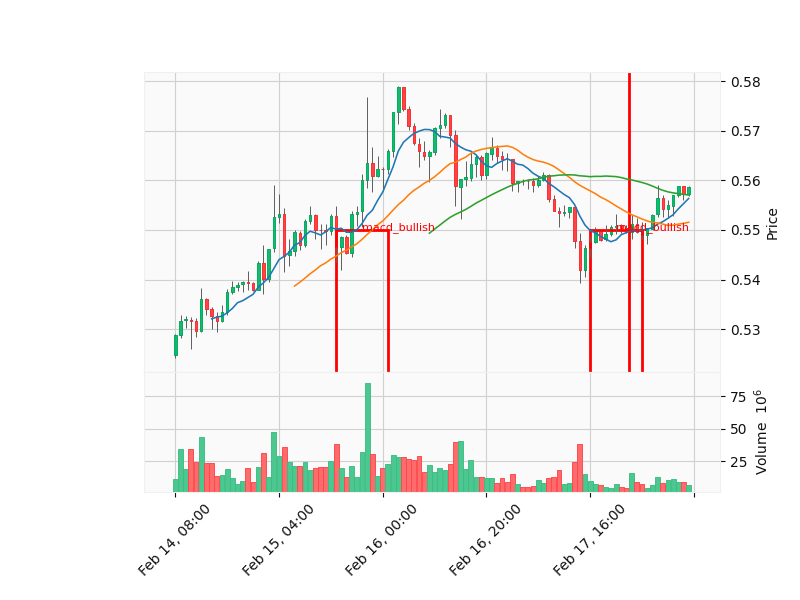 0.58
0.57
0.56
0.55
0.54
0.53
Price
macd_bullish
_bullish
75
50
25
Volume 10^6
Feb 14, 08:00
Feb 15, 04:00
Feb 16, 00:00
Feb 16, 20:00
Feb 17, 16:00